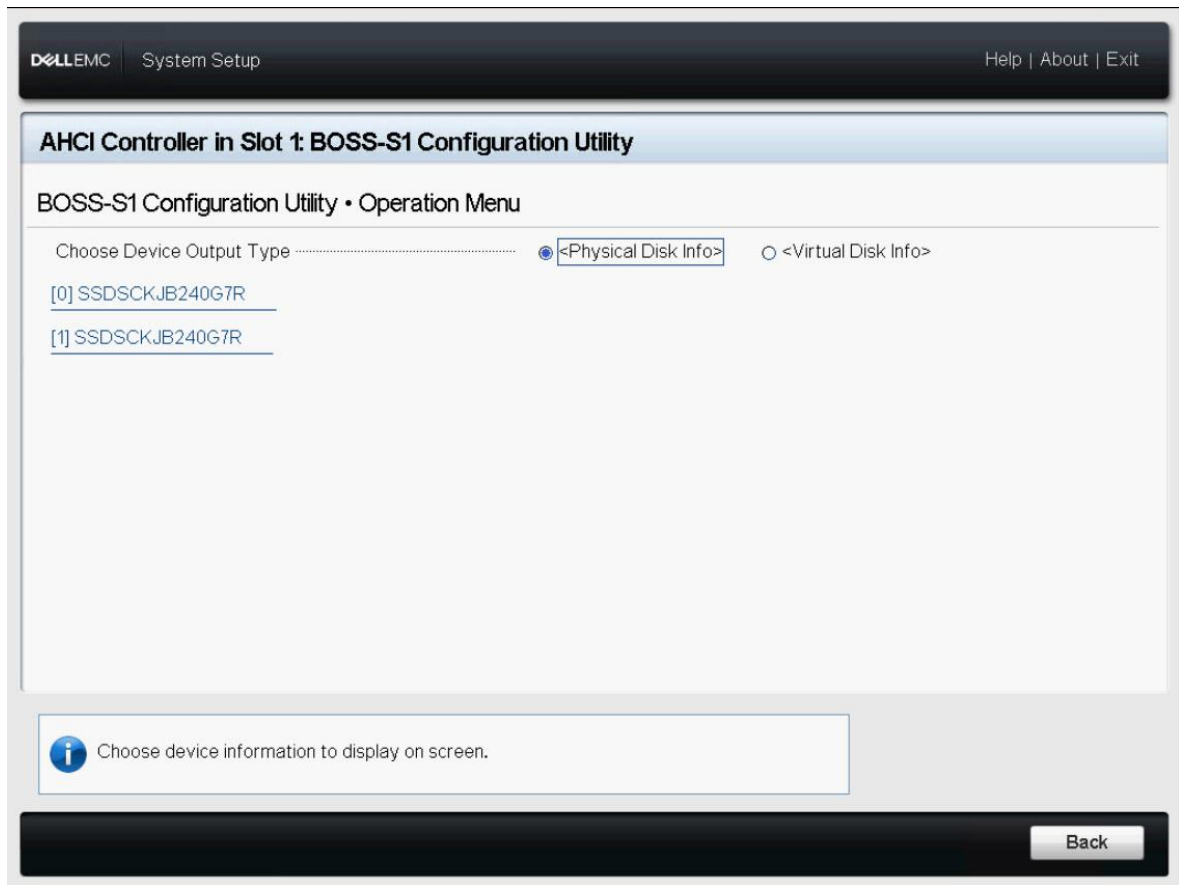 DELLEMC System Setup Help | About | Exit
AHCI Controller in Slot 1: BOSS-S1 Configuration Utility
BOSS-S1 Configuration Utility • Operation Menu
Choose Device Output Type <Physical Disk Info> <Virtual Disk Info>
[0] SSDSCKJB240G7R
[1] SSDSCKJB240G7R
Choose device information to display on screen.
Back